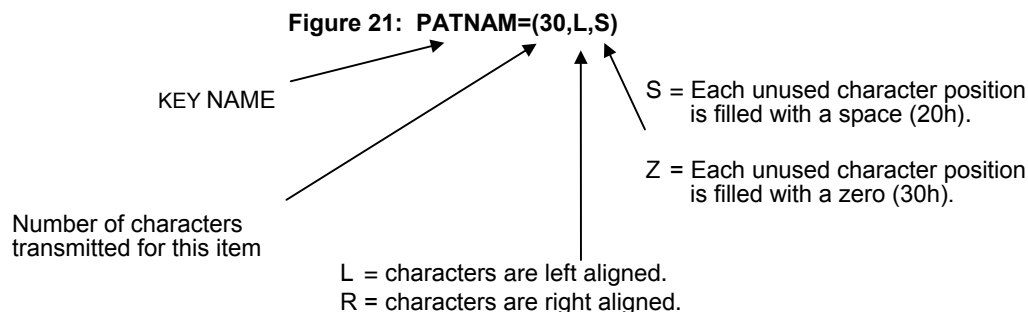 Figure 21: PATNAM=(30,L,S)
KEY NAME
S = Each unused character position
is filled with a space (20h).
Z = Each unused character position
is filled with a zero (30h).
Number of characters
transmitted for this item
L = characters are left aligned.
R = characters are right aligned.